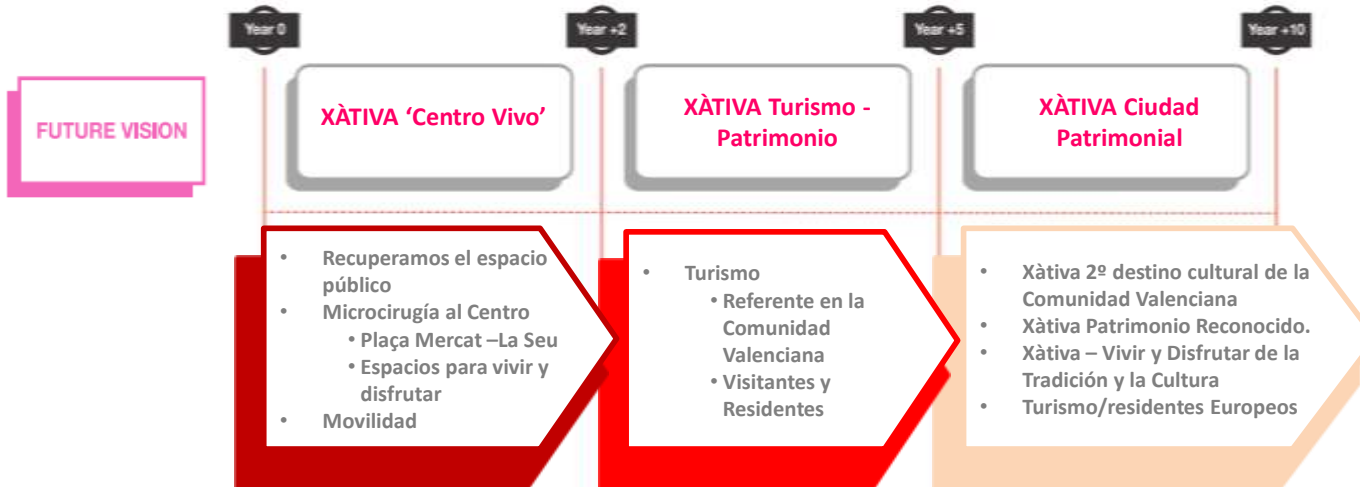 Year 0
Year +2
Year +5
Year +10
FUTURE VISION
XÀTIVA ‘Centro Vivo’
XÀTIVA Turismo -
Patrimonio
XÀTIVA Ciudad
Patrimonial
• Recuperamos el espacio
público
• Microcirugía al Centro
• Plaça Mercat –La Seu
• Espacios para vivir y
disfrutar
• Movilidad
• Turismo
• Referente en la
Comunidad
Valenciana
• Visitantes y
Residentes
• Xàtiva 2º destino cultural de la
Comunidad Valenciana
• Xàtiva Patrimonio Reconocido.
• Xàtiva – Vivir y Disfrutar de la
Tradición y la Cultura
• Turismo/residentes Europeos